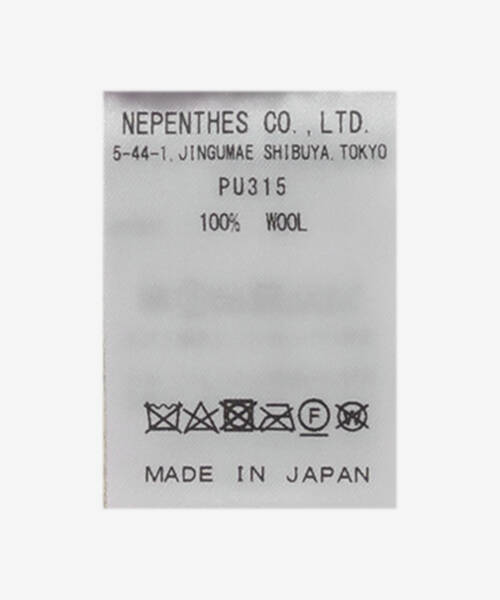 NEPENTHES CO.,LTD.
5-44-1, JINGUMAE SHIBUYA, TOKYO
PU315
100% WOOL
F W
MADE IN JAPAN